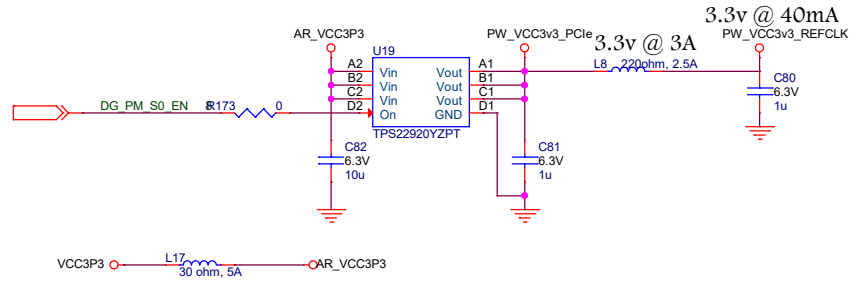 3.3v @ 40mA
AR_VCC3P3
PW_VCC3v3_PCIe
PW_VCC3v3_REFCLK
3.3v @ 3A
U19
A2 Vin Vout A1
L8 220ohm, 2.5A
B2 Vin Vout B1
C2 Vin Vout C1
C80
6.3V
1u
DG_PM_S0_EN
R173 0
D2 On GND D1
TPS22920YZPT
C82
6.3V
10u
C81
6.3V
1u
VCC3P3
L17
AR_VCC3P3
30 ohm, 5A